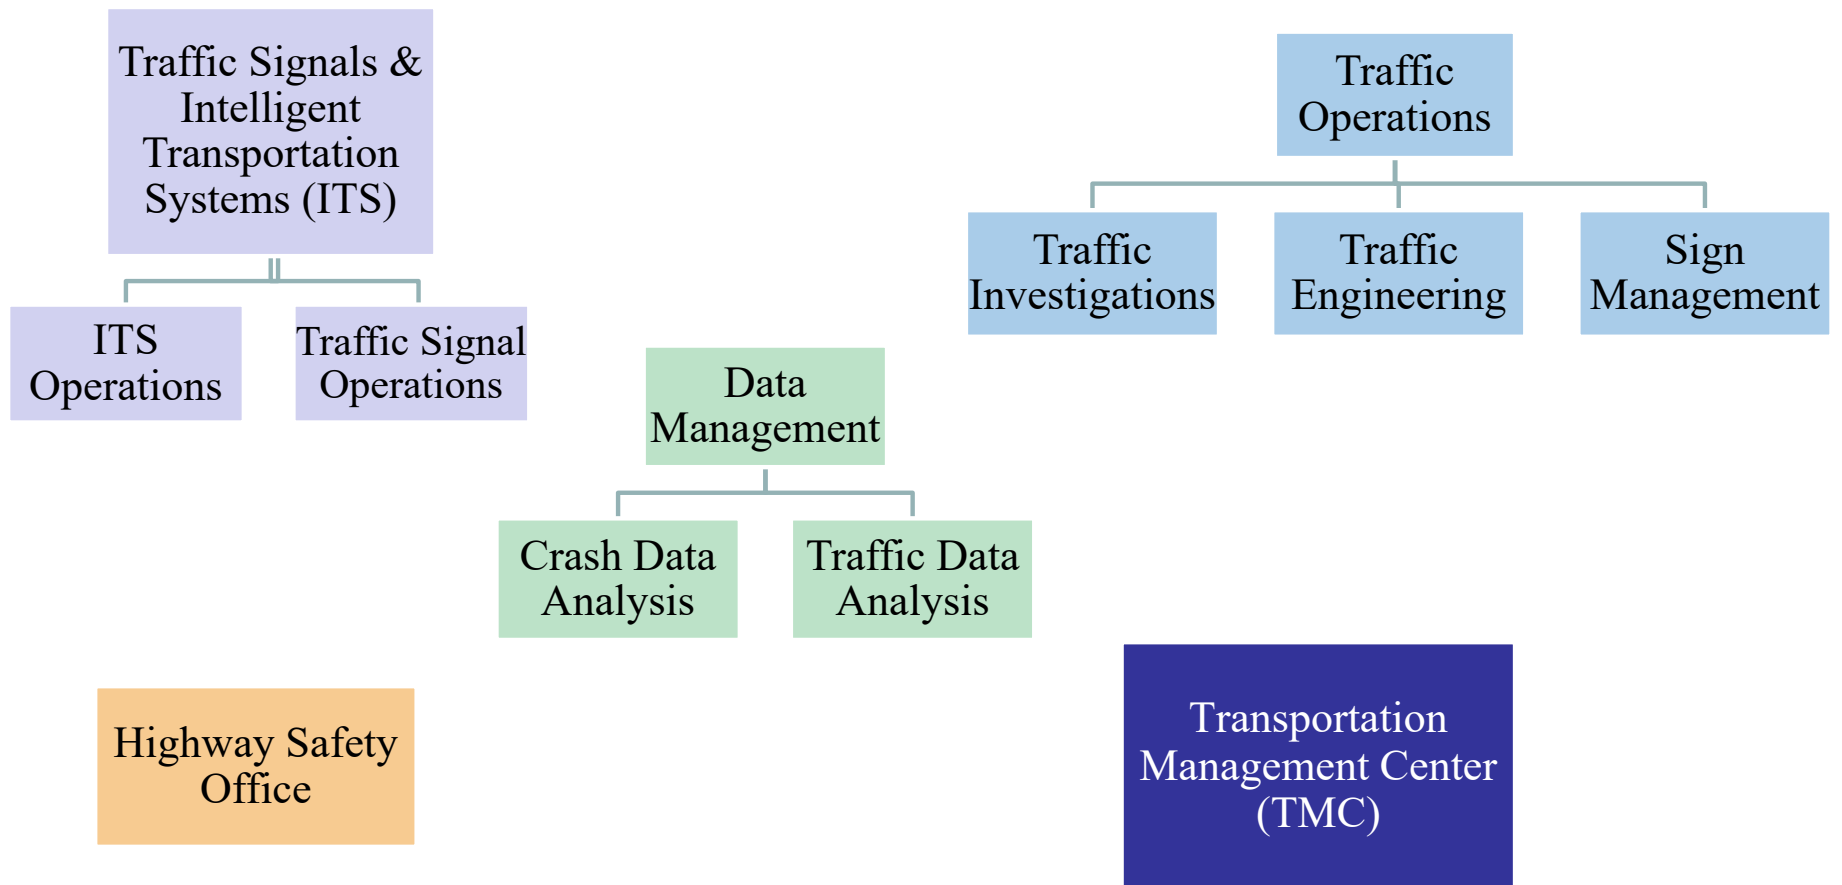 Traffic Signals &
Intelligent
Transportation
Systems (ITS)
ITS
Operations
Traffic Signal
Operations
Traffic
Operations
Traffic
Investigations
Traffic
Engineering
Sign
Management
Data
Management
Crash Data
Analysis
Traffic Data
Analysis
Highway Safety
Office
Transportation
Management Center
(TMC)